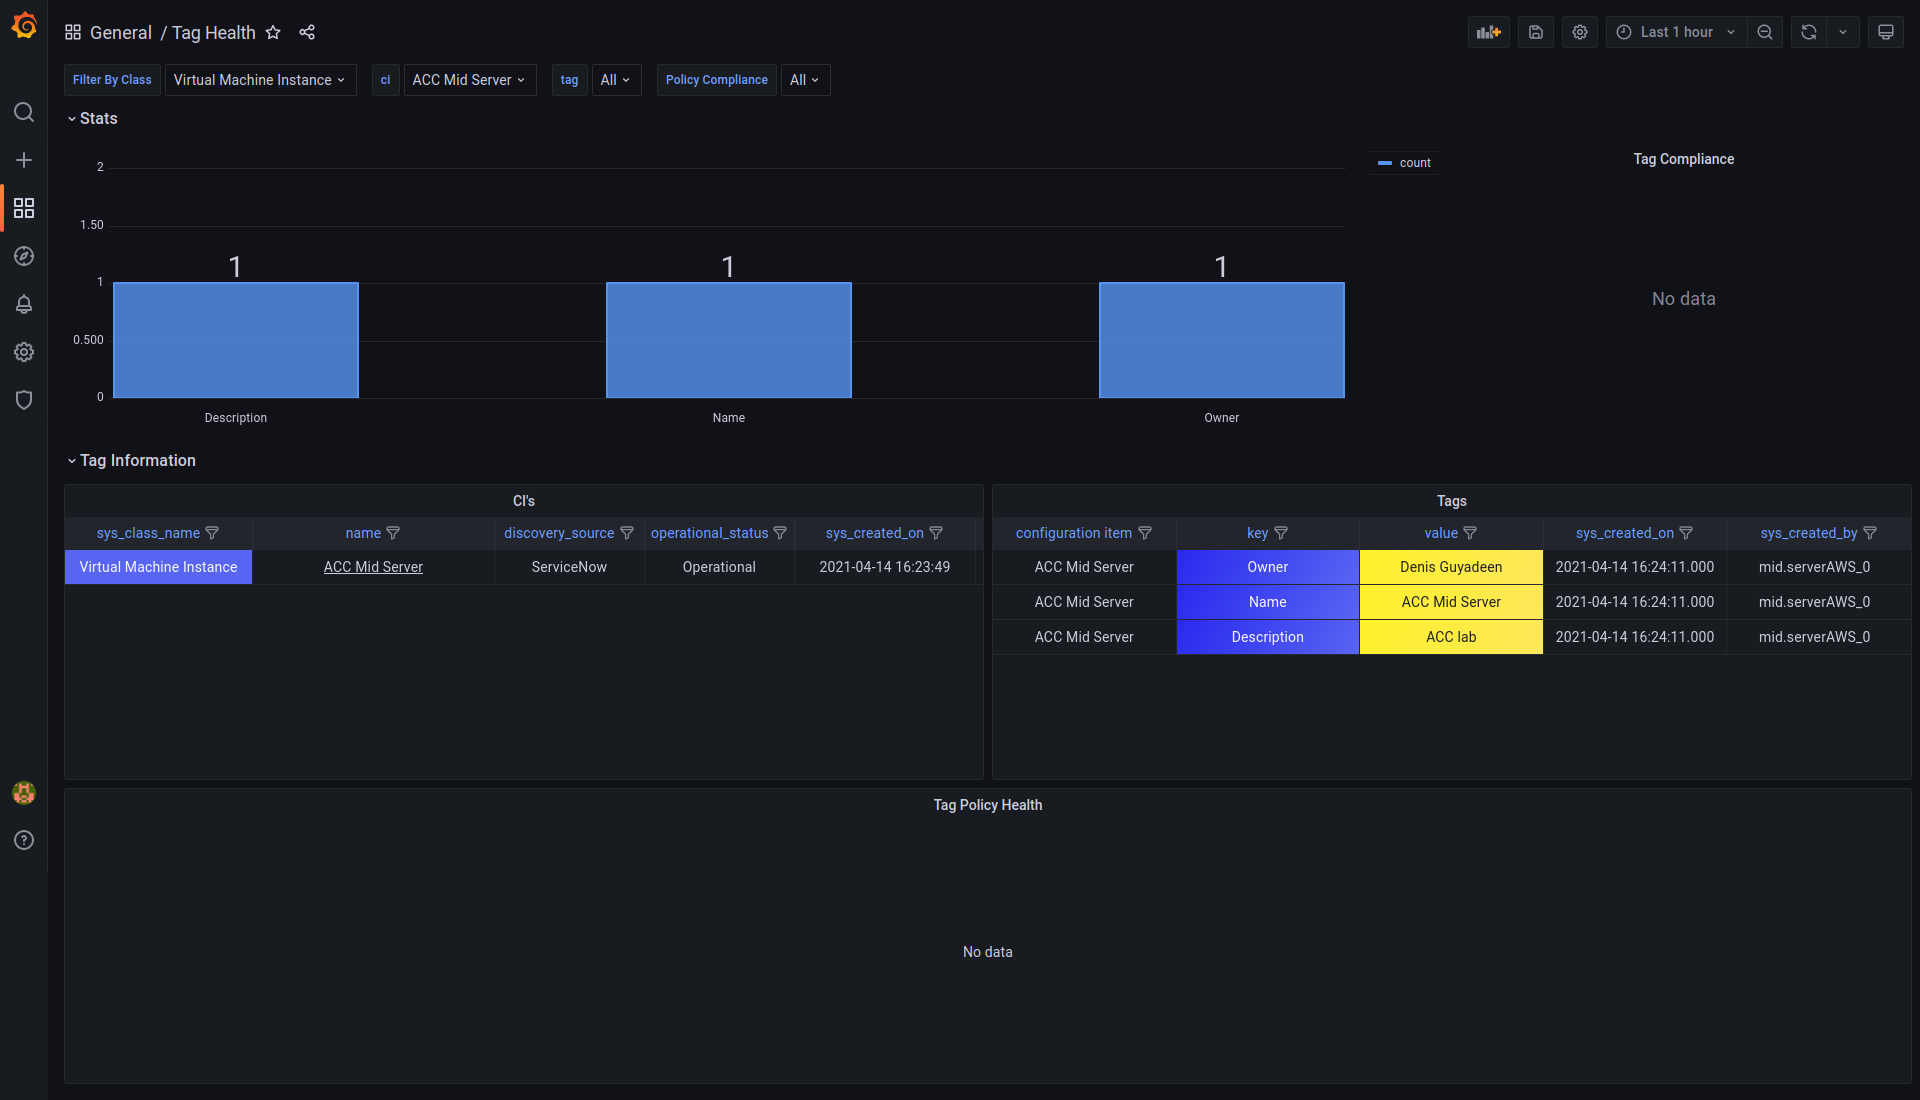 General / Tag Health
Last 1 hour
Filter By Class Virtual Machine Instance ci ACC Mid Server tag All Policy Compliance All
Stats
2
1.50
1
0.500
0
1 1 1
Description Name Owner
count
Tag Compliance
No data
Tag Information
CI's
sys_class_name name discovery_source operational_status sys_created_on
Virtual Machine Instance ACC Mid Server ServiceNow Operational 2021-04-14 16:23:49
Tags
configuration item key value sys_created_on sys_created_by
ACC Mid Server Owner Denis Guyadeen 2021-04-14 16:24:11.000 mid.serverAWS_0
ACC Mid Server Name ACC Mid Server 2021-04-14 16:24:11.000 mid.serverAWS_0
ACC Mid Server Description ACC lab 2021-04-14 16:24:11.000 mid.serverAWS_0
Tag Policy Health
No data